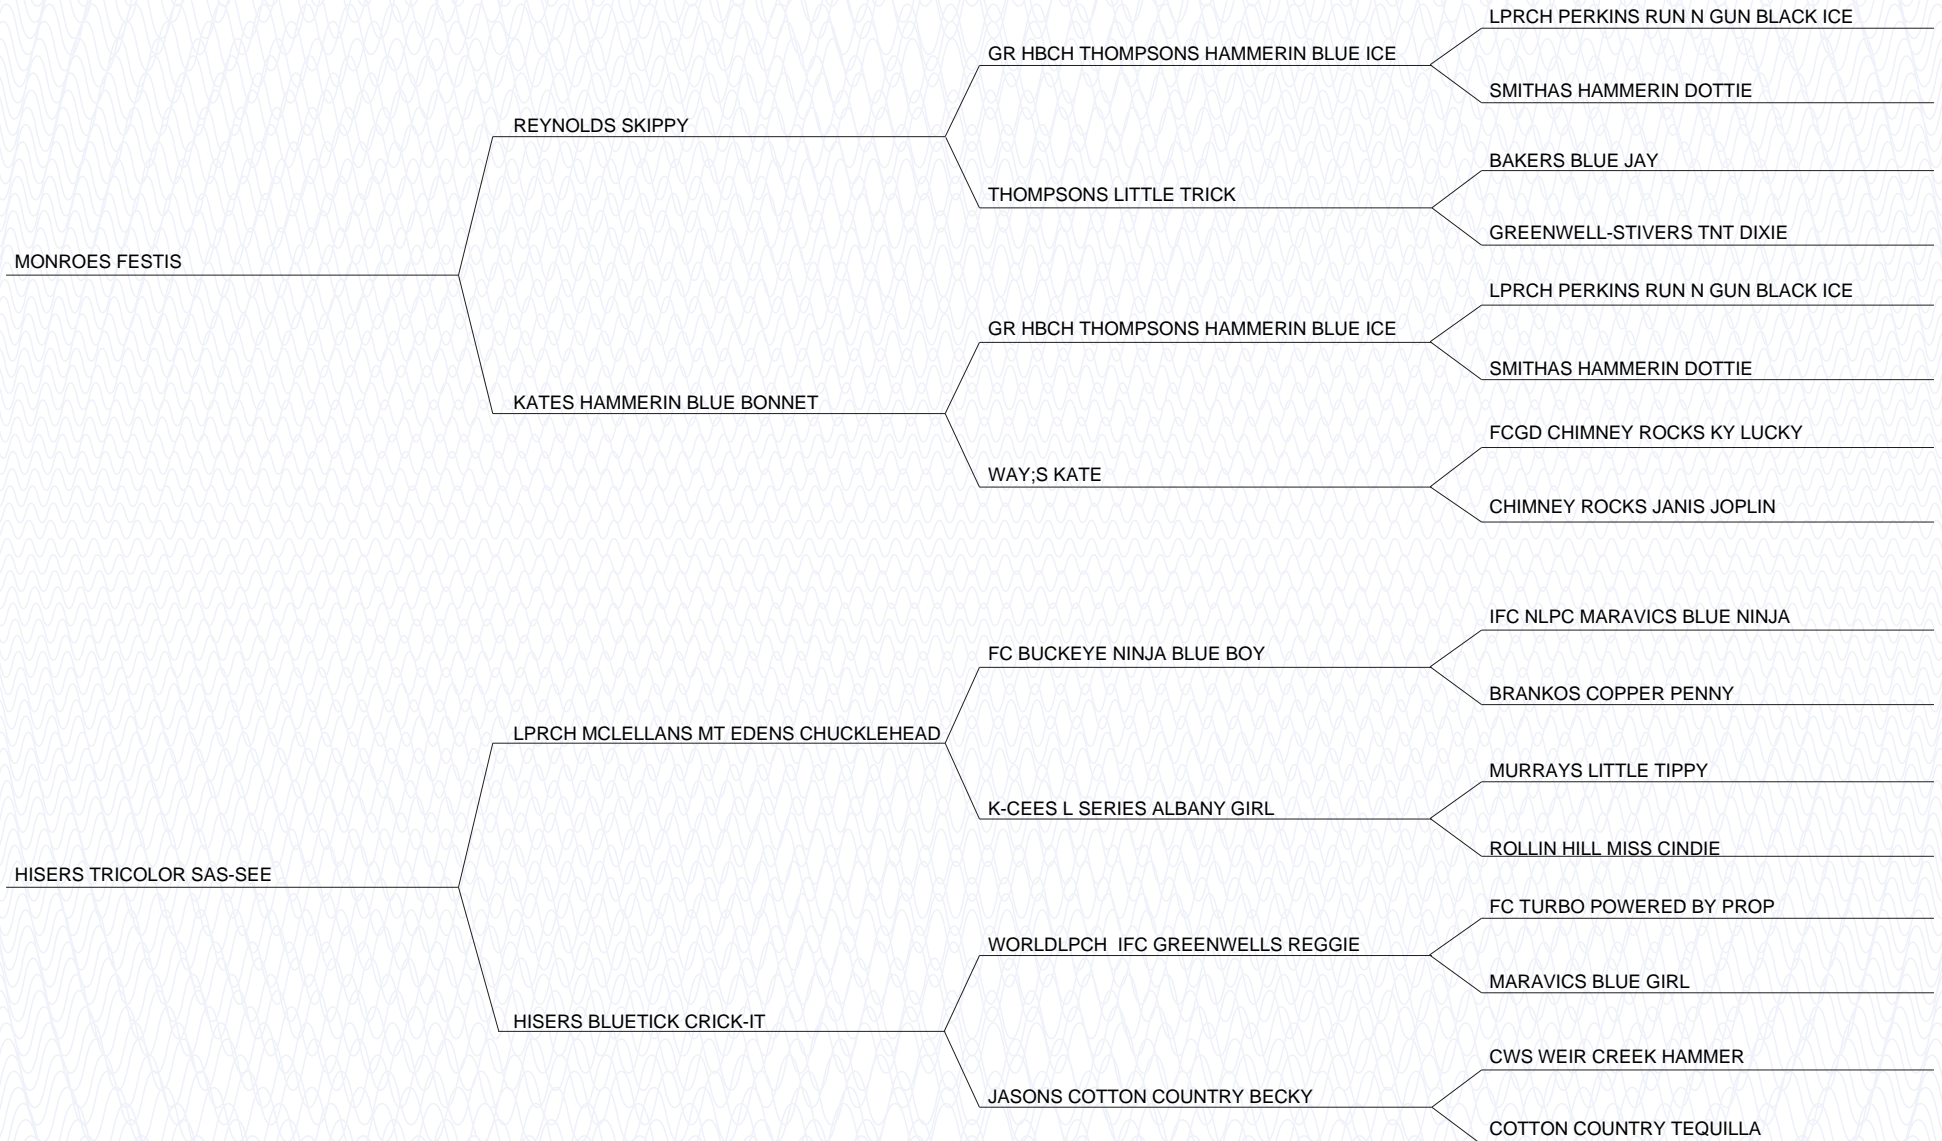 LPRCH PERKINS RUN N GUN BLACK ICE
GR HBCH THOMPSONS HAMMERIN BLUE ICE
SMITHAS HAMMERIN DOTTIE
REYNOLDS SKIPPY
BAKERS BLUE JAY
THOMPSONS LITTLE TRICK
GREENWELL-STIVERS TNT DIXIE
MONROES FESTIS
LPRCH PERKINS RUN N GUN BLACK ICE
GR HBCH THOMPSONS HAMMERIN BLUE ICE
SMITHAS HAMMERIN DOTTIE
KATES HAMMERIN BLUE BONNET
FCGD CHIMNEY ROCKS KY LUCKY
WAY;S KATE
CHIMNEY ROCKS JANIS JOPLIN
IFC NLPC MARAVICS BLUE NINJA
FC BUCKEYE NINJA BLUE BOY
BRANKOS COPPER PENNY
LPRCH MCLELLANS MT EDENS CHUCKLEHEAD
MURRAYS LITTLE TIPPY
K-CEES L SERIES ALBANY GIRL
ROLLIN HILL MISS CINDIE
HISERS TRICOLOR SAS-SEE
FC TURBO POWERED BY PROP
WORLDLPCH  IFC GREENWELLS REGGIE
MARAVICS BLUE GIRL
HISERS BLUETICK CRICK-IT
CWS WEIR CREEK HAMMER
JASONS COTTON COUNTRY BECKY
COTTON COUNTRY TEQUILLA